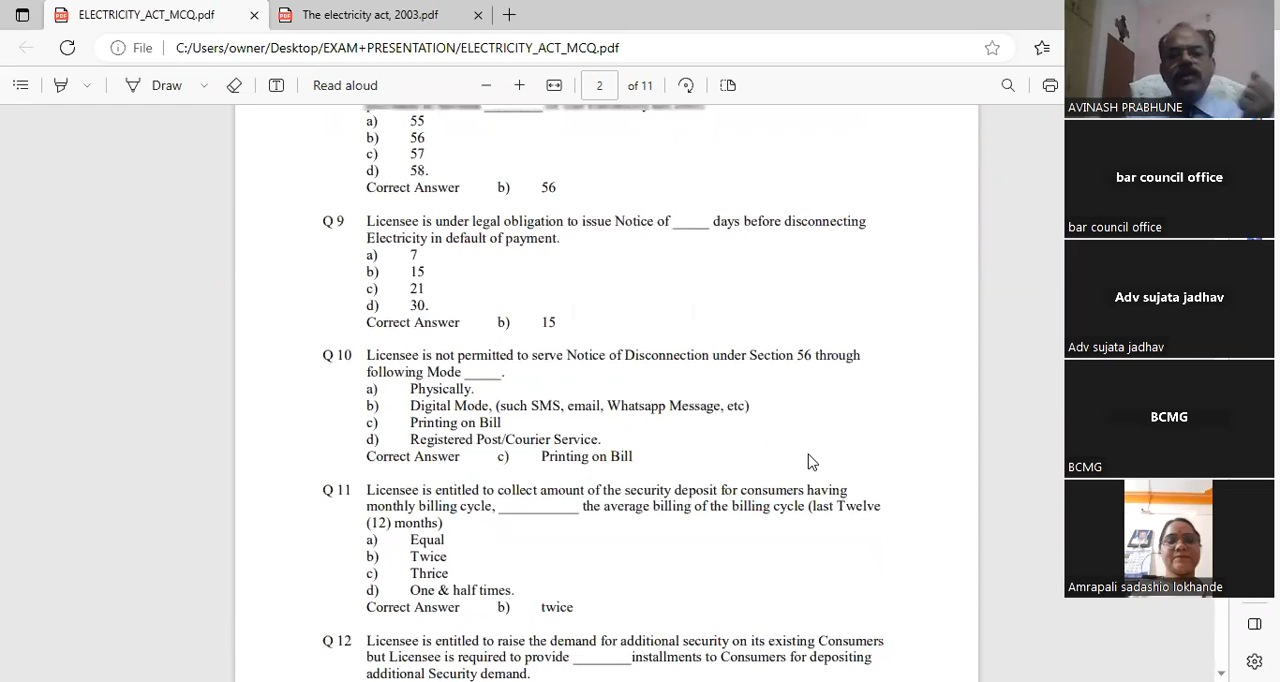 ELECTRICITY_ACT_MCQ.pdf
The electricity act, 2003.pdf
File
C:/Users/owner/Desktop/EXAM+PRESENTATION/ELECTRICITY_ACT_MCQ.pdf
Draw
Read aloud
2
of 11
a) 55
b) 56
c) 57
d) 58.
Correct Answer b) 56
Q 9 Licensee is under legal obligation to issue Notice of _____ days before disconnecting
Electricity in default of payment.
a) 7
b) 15
c) 21
d) 30.
Correct Answer b) 15
Q 10 Licensee is not permitted to serve Notice of Disconnection under Section 56 through
following Mode _____.
a) Physically.
b) Digital Mode, (such SMS, email, Whatsapp Message, etc)
c) Printing on Bill
d) Registered Post/Courier Service.
Correct Answer c) Printing on Bill
Q 11 Licensee is entitled to collect amount of the security deposit for consumers having
monthly billing cycle, ___________ the average billing of the billing cycle (last Twelve
(12) months)
a) Equal
b) Twice
c) Thrice
d) One & half times.
Correct Answer b) twice
Q 12 Licensee is entitled to raise the demand for additional security on its existing Consumers
but Licensee is required to provide ________installments to Consumers for depositing
additional Security demand.
AVINASH PRABHUNE
bar council office
bar council office
Adv sujata jadhav
Adv sujata jadhav
BCMG
BCMG
Amrapali sadashio lokhande